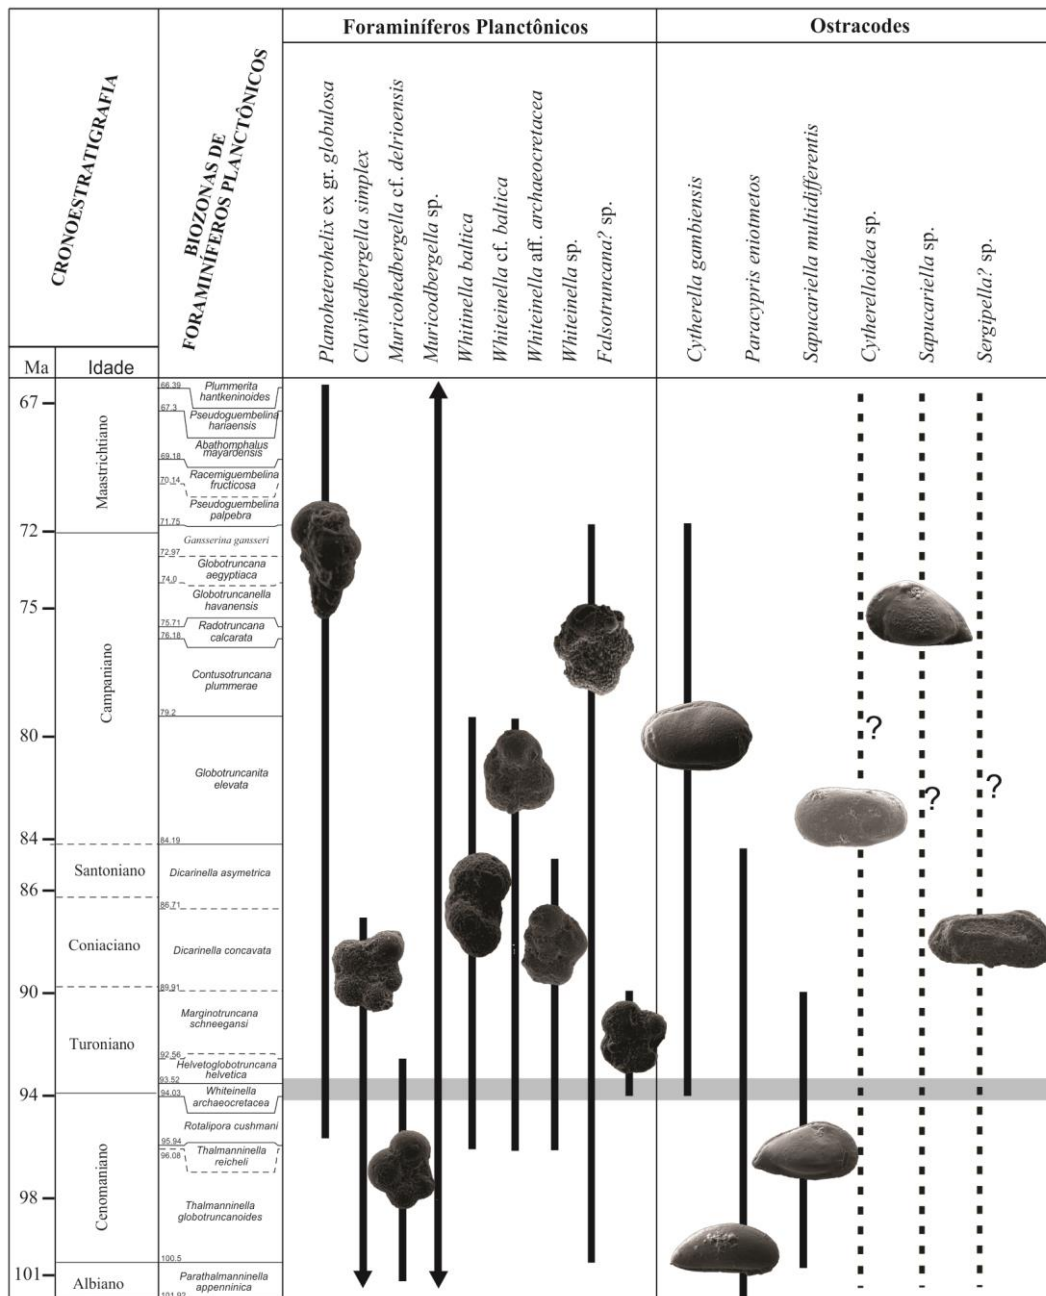 Foraminíferos Planctônicos
Ostracodes
CRONOESTRATIGRAFIA
BIOZONAS DE
FORAMINÍFEROS PLANCTÔNICOS
Planoheterohelix ex gr. globulosa
Clavihedbergella simplex
Muricohedbergella cf. delrioensis
Muricodbergella sp.
Whitinella baltica
Whiteinella cf. baltica
Whiteinella aff. archaeocretacea
Whiteinella sp.
Falsotruncana? sp.
Cytherella gambiensis
Paracypris eniotmetos
Sapucariella multidifferentis
Cytherelloidea sp.
Sapucariella sp.
Sergipella? sp.
Ma
Idade
67
72
75
80
84
86
90
94
98
101
Maastrichtiano
Campaniano
Santoniano
Coniaciano
Turoniano
Cenomaniano
Albiano
66.39
Plummerita
hantkeninoides
67.3
Pseudoguembelina
hariaensis
Abathomphalus
mayaroensis
69.18
Racemiguembelina
fructicosa
70.14
Pseudoguembelina
palpebra
71.75
Gansserina gansseri
72.97
Globotruncana
aegyptiaca
74.0
Globotruncanella
havanensis
75.71
Radotruncana
calcarata
76.18
Contusotruncana
plummerae
79.2
Globotruncanita
elevata
84.19
Dicarinella asymetrica
86.71
Dicarinella concavata
89.91
Marginotruncana
schneegansi
92.56
Helvetoglobotruncana
helvetica
93.52
Whiteinella
archaeocretacea
94.03
Rotalipora cushmani
95.94
Thalmanninella
reicheli
96.08
Thalmanninella
globotruncanoides
100.5
Parathalmanninella
appenninica
101.92
?
?
?